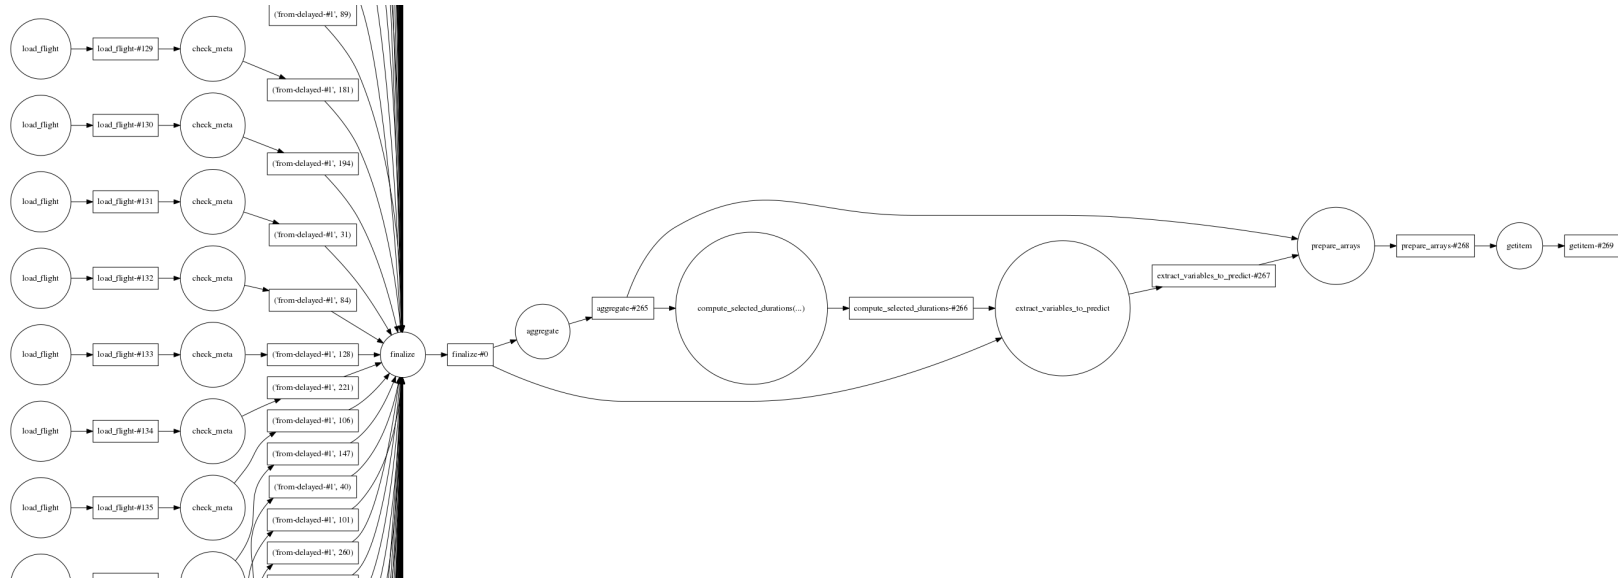 ('from-delayed-#1', 89)
load_flight
load_flight-#129
check_meta
('from-delayed-#1', 181)
load_flight
load_flight-#130
check_meta
('from-delayed-#1', 194)
load_flight
load_flight-#131
check_meta
('from-delayed-#1', 31)
load_flight
load_flight-#132
check_meta
('from-delayed-#1', 84)
load_flight
load_flight-#133
check_meta
('from-delayed-#1', 128)
('from-delayed-#1', 221)
load_flight
load_flight-#134
check_meta
('from-delayed-#1', 106)
('from-delayed-#1', 147)
('from-delayed-#1', 40)
load_flight
load_flight-#135
check_meta
('from-delayed-#1', 101)
('from-delayed-#1', 260)
finalize
finalize-#0
aggregate
aggregate-#265
compute_selected_durations(...)
compute_selected_durations-#266
extract_variables_to_predict
extract_variables_to_predict-#267
prepare_arrays
prepare_arrays-#268
getitem
getitem-#269